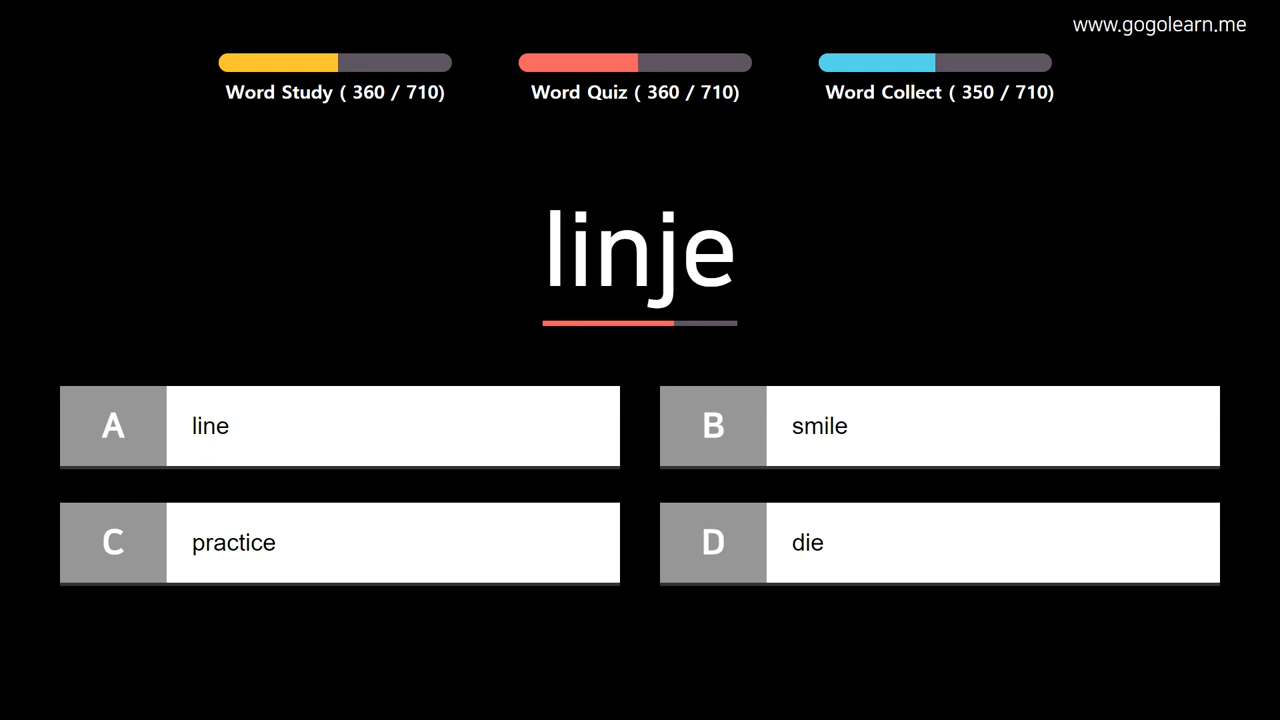 www.gogolearn.me
Word Study ( 360 / 710)
Word Quiz ( 360 / 710)
Word Collect ( 350 / 710)
linje
A line
B smile
C practice
D die